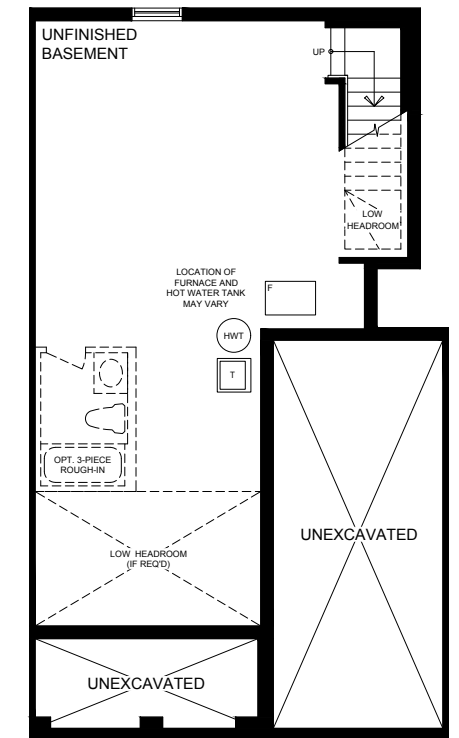 UNFINISHED
BASEMENT
UP
LOW
HEADROOM
LOCATION OF
FURNACE AND
HOT WATER TANK
MAY VARY
F
HWT
T
OPT. 3-PIECE
ROUGH-IN
UNEXCAVATED
LOW HEADROOM
(IF REQ'D)
UNEXCAVATED